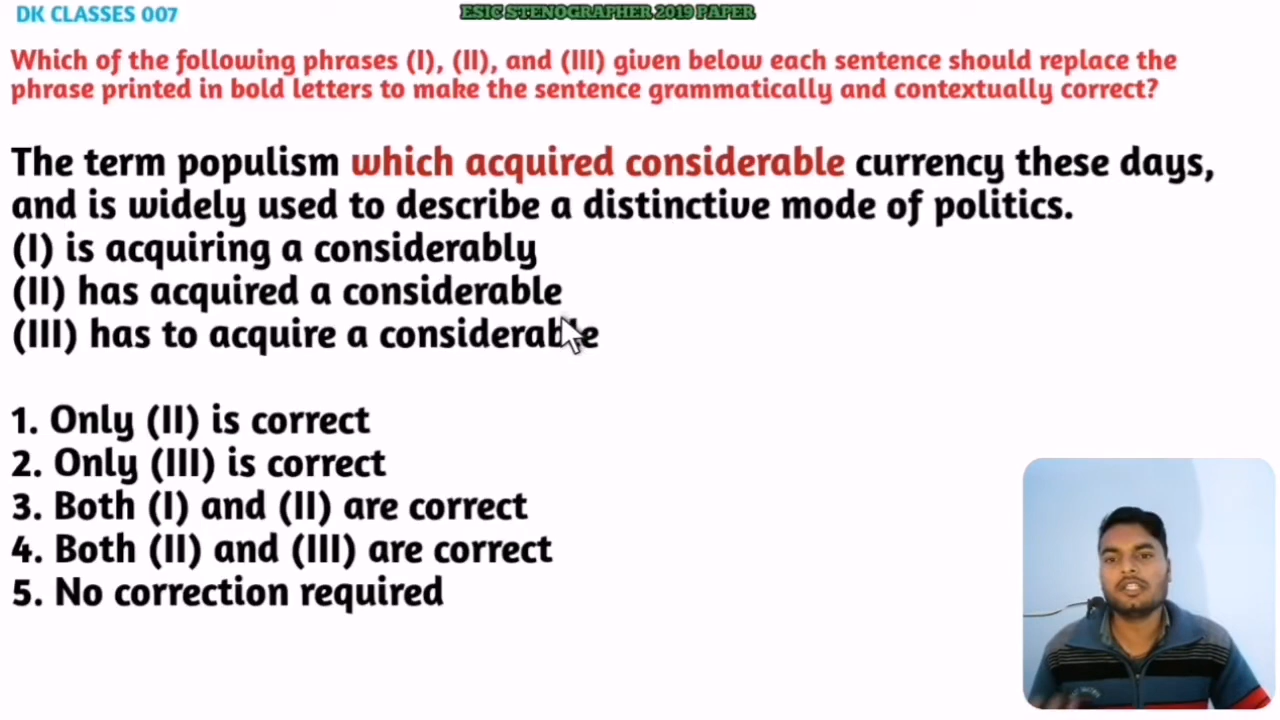 DK CLASSES 007
ESIC STENOGRAPHER 2019 PAPER
Which of the following phrases (I), (II), and (III) given below each sentence should replace the
phrase printed in bold letters to make the sentence grammatically and contextually correct?
The term populism which acquired considerable currency these days,
and is widely used to describe a distinctive mode of politics.
(I) is acquiring a considerably
(II) has acquired a considerable
(III) has to acquire a considerable
1. Only (II) is correct
2. Only (III) is correct
3. Both (I) and (II) are correct
4. Both (II) and (III) are correct
5. No correction required